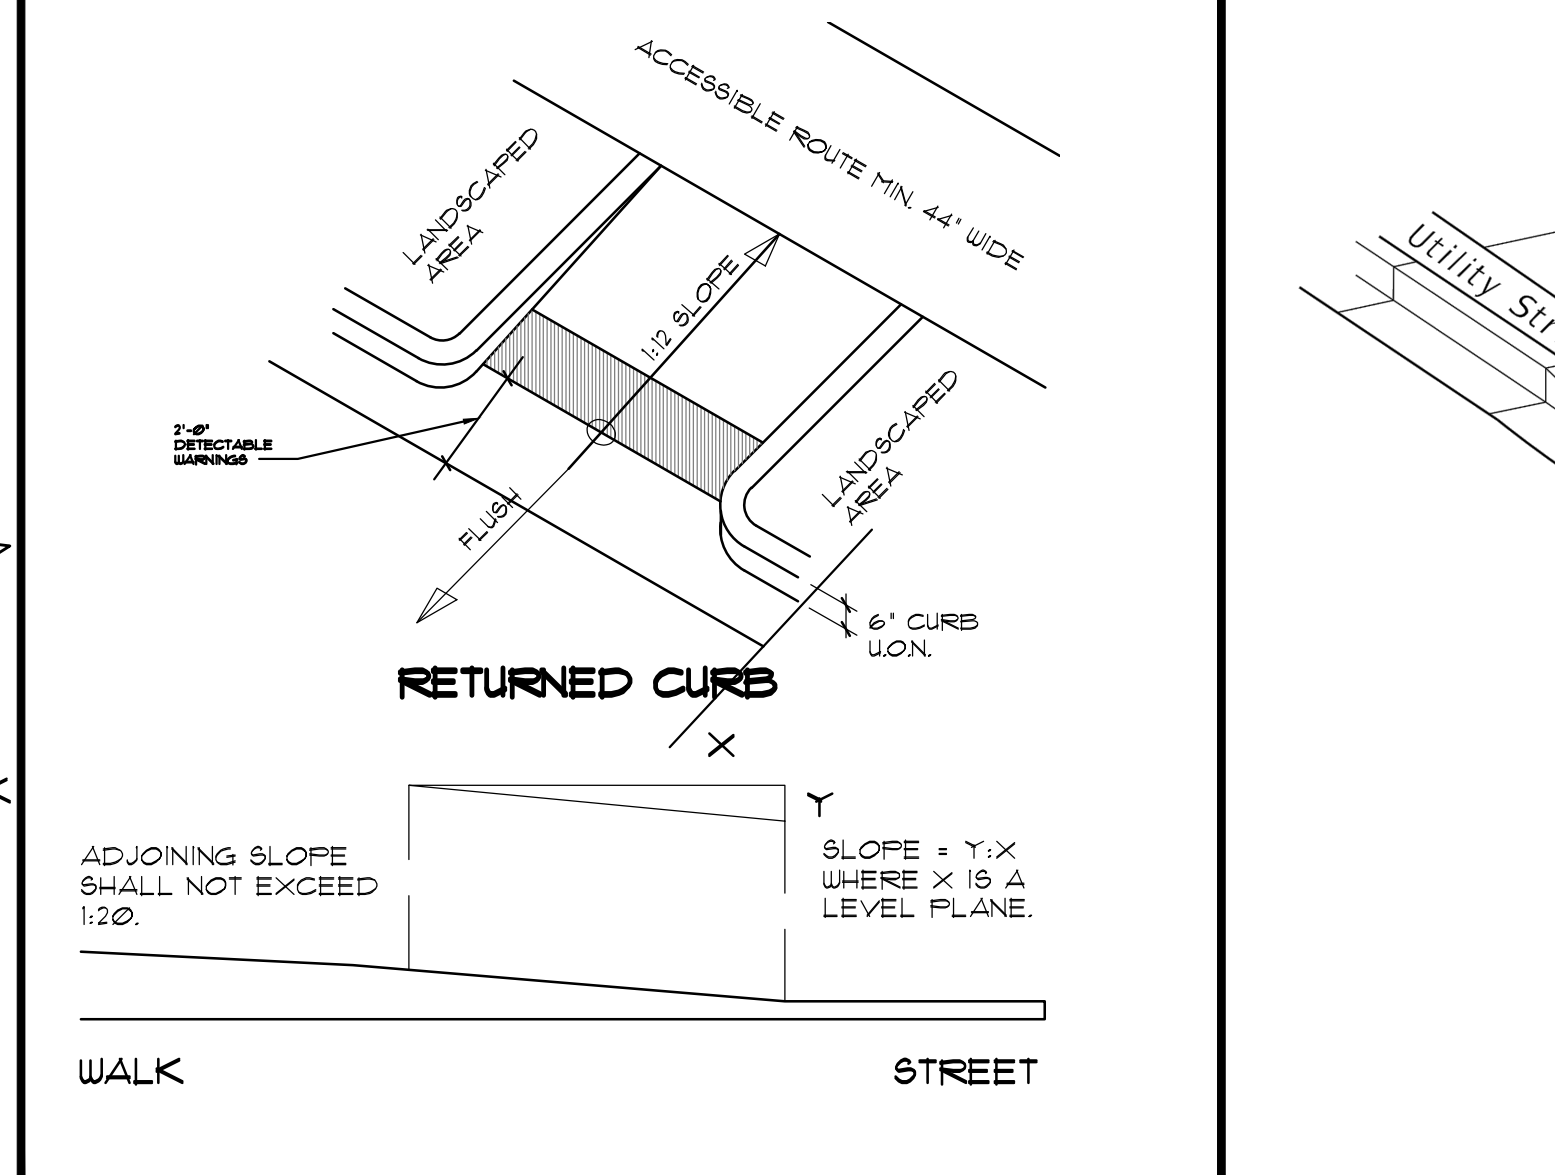 ACCESSIBLE ROUTE MIN. 44" WIDE
LANDSCAPED
AREA
1:12 SLOPE
LANDSCAPED
AREA
2'-0"
DETECTABLE
WARNINGS
FLUSH
6" CURB
U.O.N.
RETURNED CURB
X
Y
ADJOINING SLOPE
SHALL NOT EXCEED
1:20.
SLOPE = Y:X
WHERE X IS A
LEVEL PLANE.
WALK
STREET
Utility